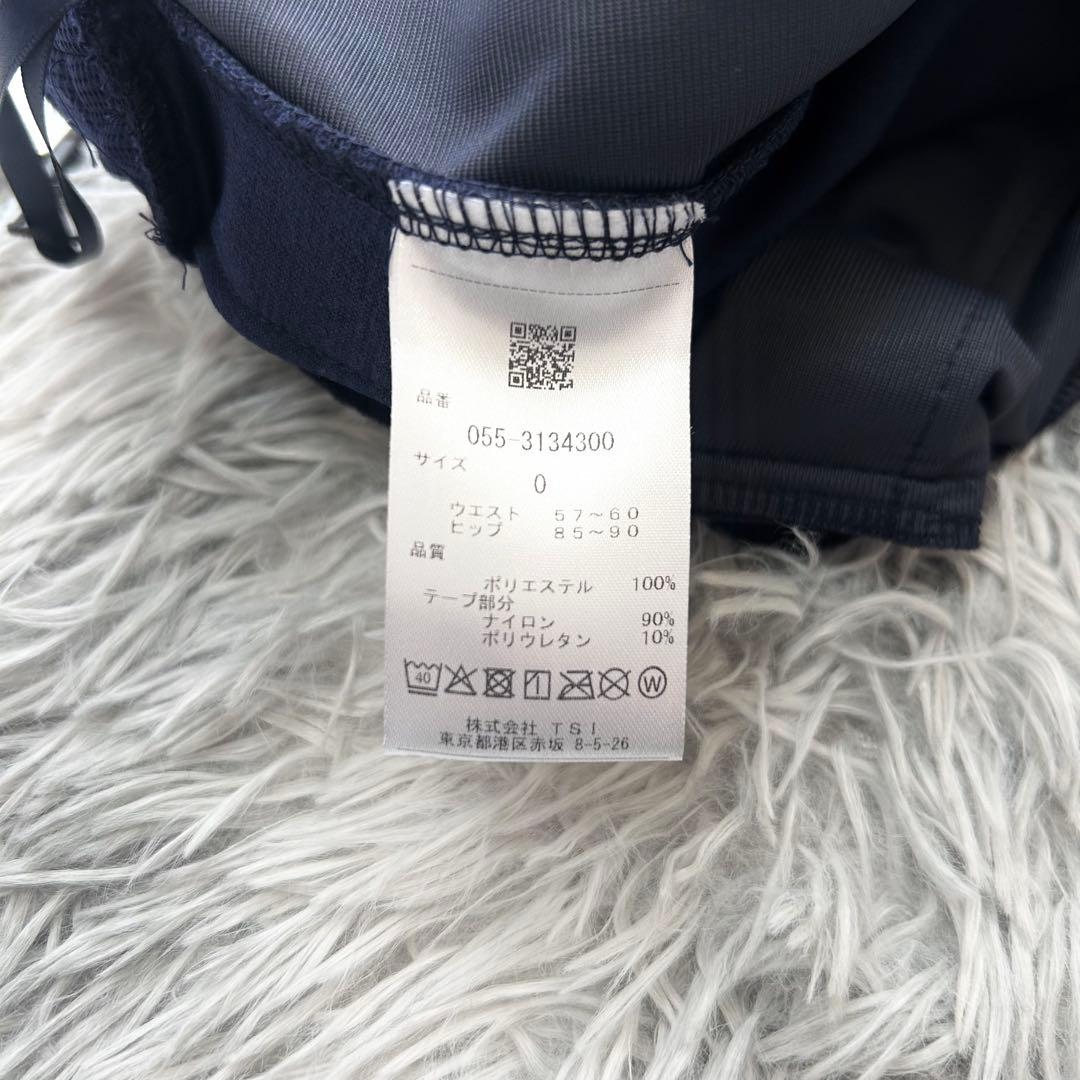 品番
055-3134300
サイズ
0
ウエスト 57～60
ヒップ 85～90
品質
ポリエステル 100%
テープ部分
ナイロン 90%
ポリウレタン 10%
40 W
株式会社 TSI
東京都港区赤坂 8-5-26